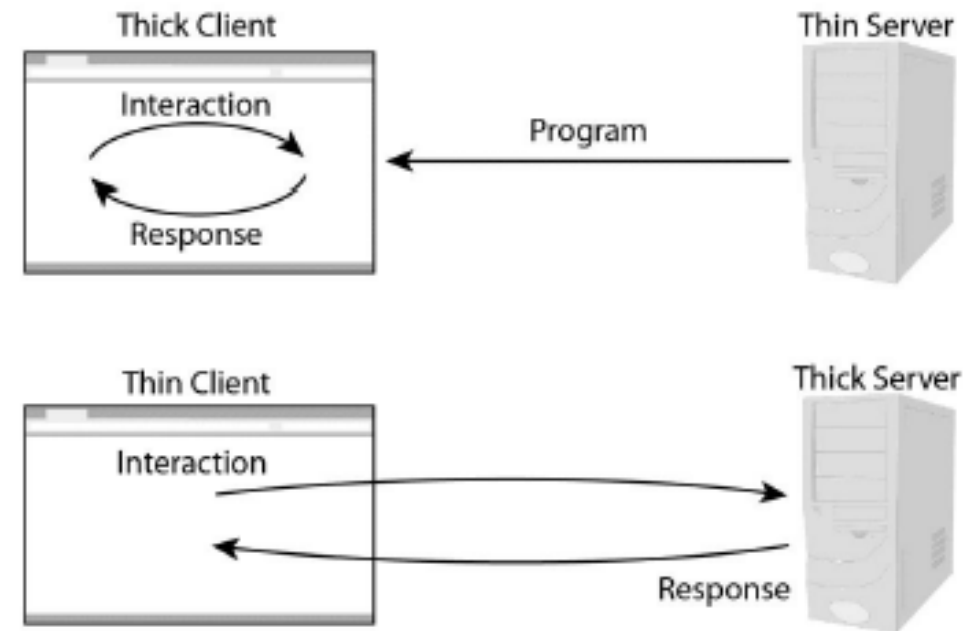 Thick Client
Thin Server
Interaction
Program
Response
Thin Client
Thick Server
Interaction
Response